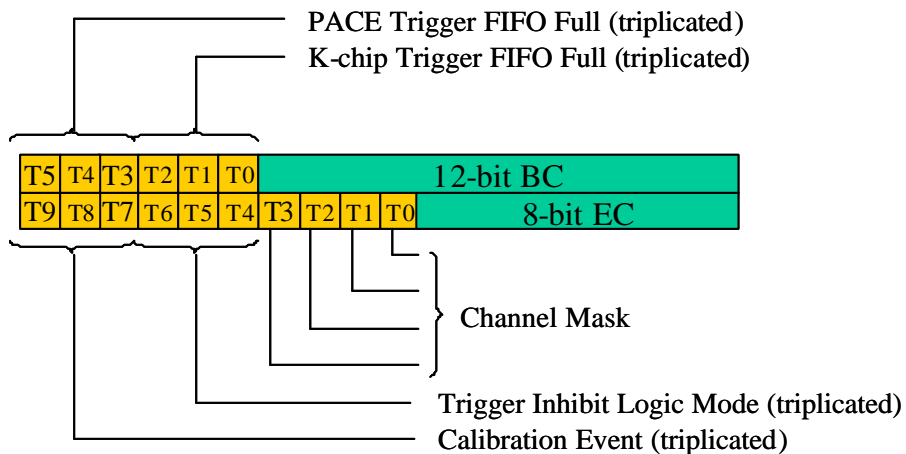 PACE Trigger FIFO Full (triplicated)
K-chip Trigger FIFO Full (triplicated)
T5 T4 T3 T2 T1 T0 12-bit BC
T9 T8 T7 T6 T5 T4 T3 T2 T1 T0 8-bit EC
Channel Mask
Trigger Inhibit Logic Mode (triplicated)
Calibration Event (triplicated)